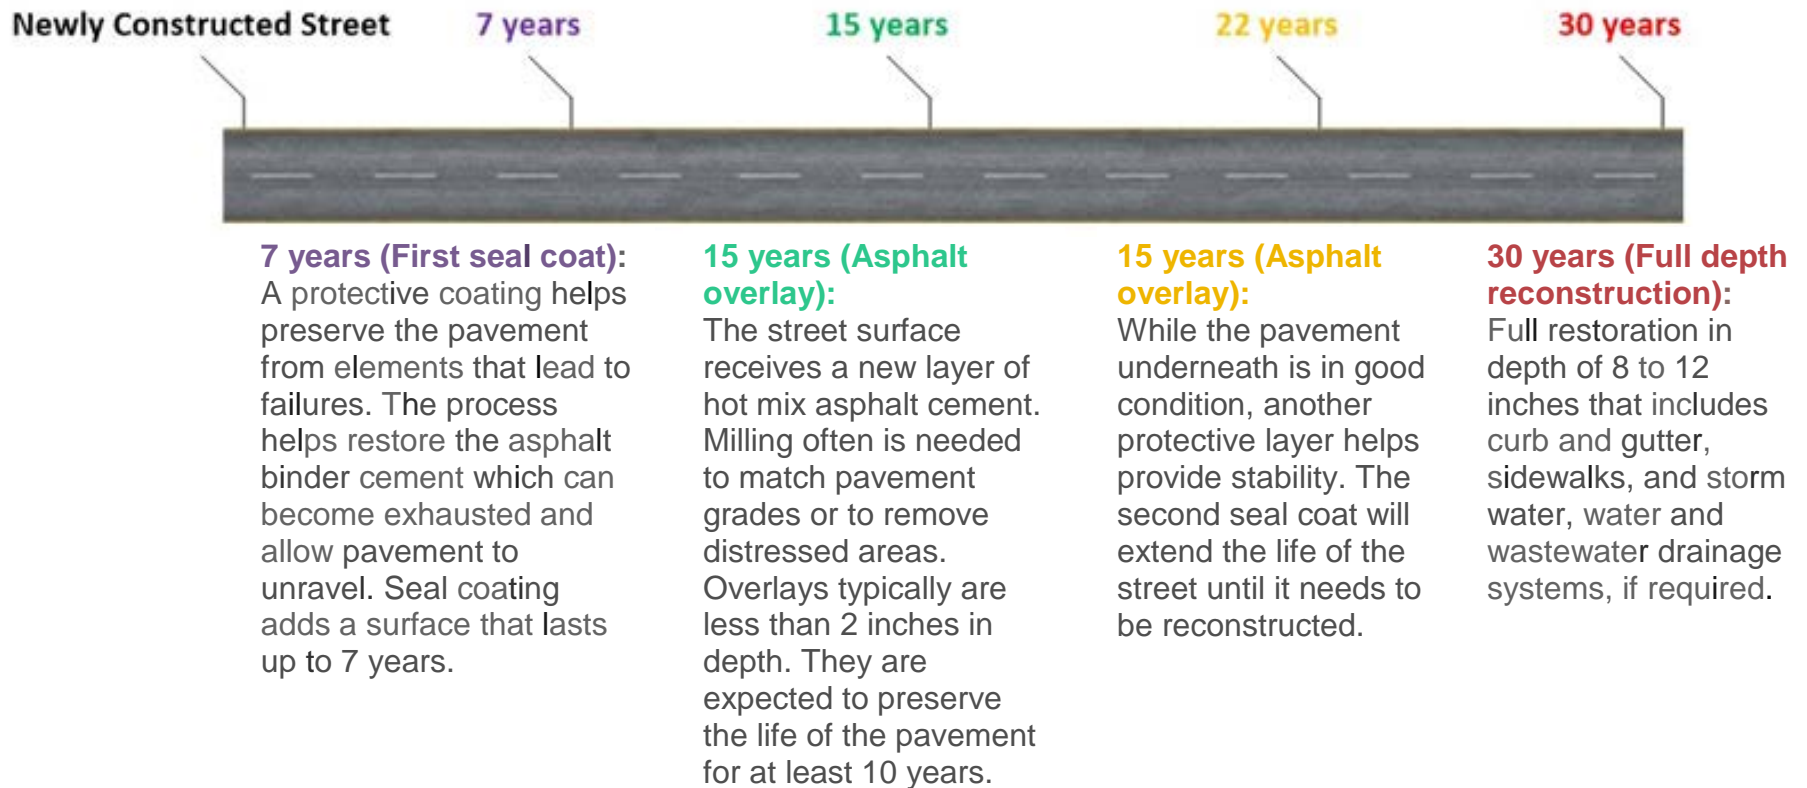 Newly Constructed Street
7 years
15 years
22 years
30 years
7 years (First seal coat):
A protective coating helps
preserve the pavement
from elements that lead to
failures. The process
helps restore the asphalt
binder cement which can
become exhausted and
allow pavement to
unravel. Seal coating
adds a surface that lasts
up to 7 years.
15 years (Asphalt
overlay):
The street surface
receives a new layer of
hot mix asphalt cement.
Milling often is needed
to match pavement
grades or to remove
distressed areas.
Overlays typically are
less than 2 inches in
depth. They are
expected to preserve
the life of the pavement
for at least 10 years.
15 years (Asphalt
overlay):
While the pavement
underneath is in good
condition, another
protective layer helps
provide stability. The
second seal coat will
extend the life of the
street until it needs to
be reconstructed.
30 years (Full depth
reconstruction):
Full restoration in
depth of 8 to 12
inches that includes
curb and gutter,
sidewalks, and storm
water, water and
wastewater drainage
systems, if required.